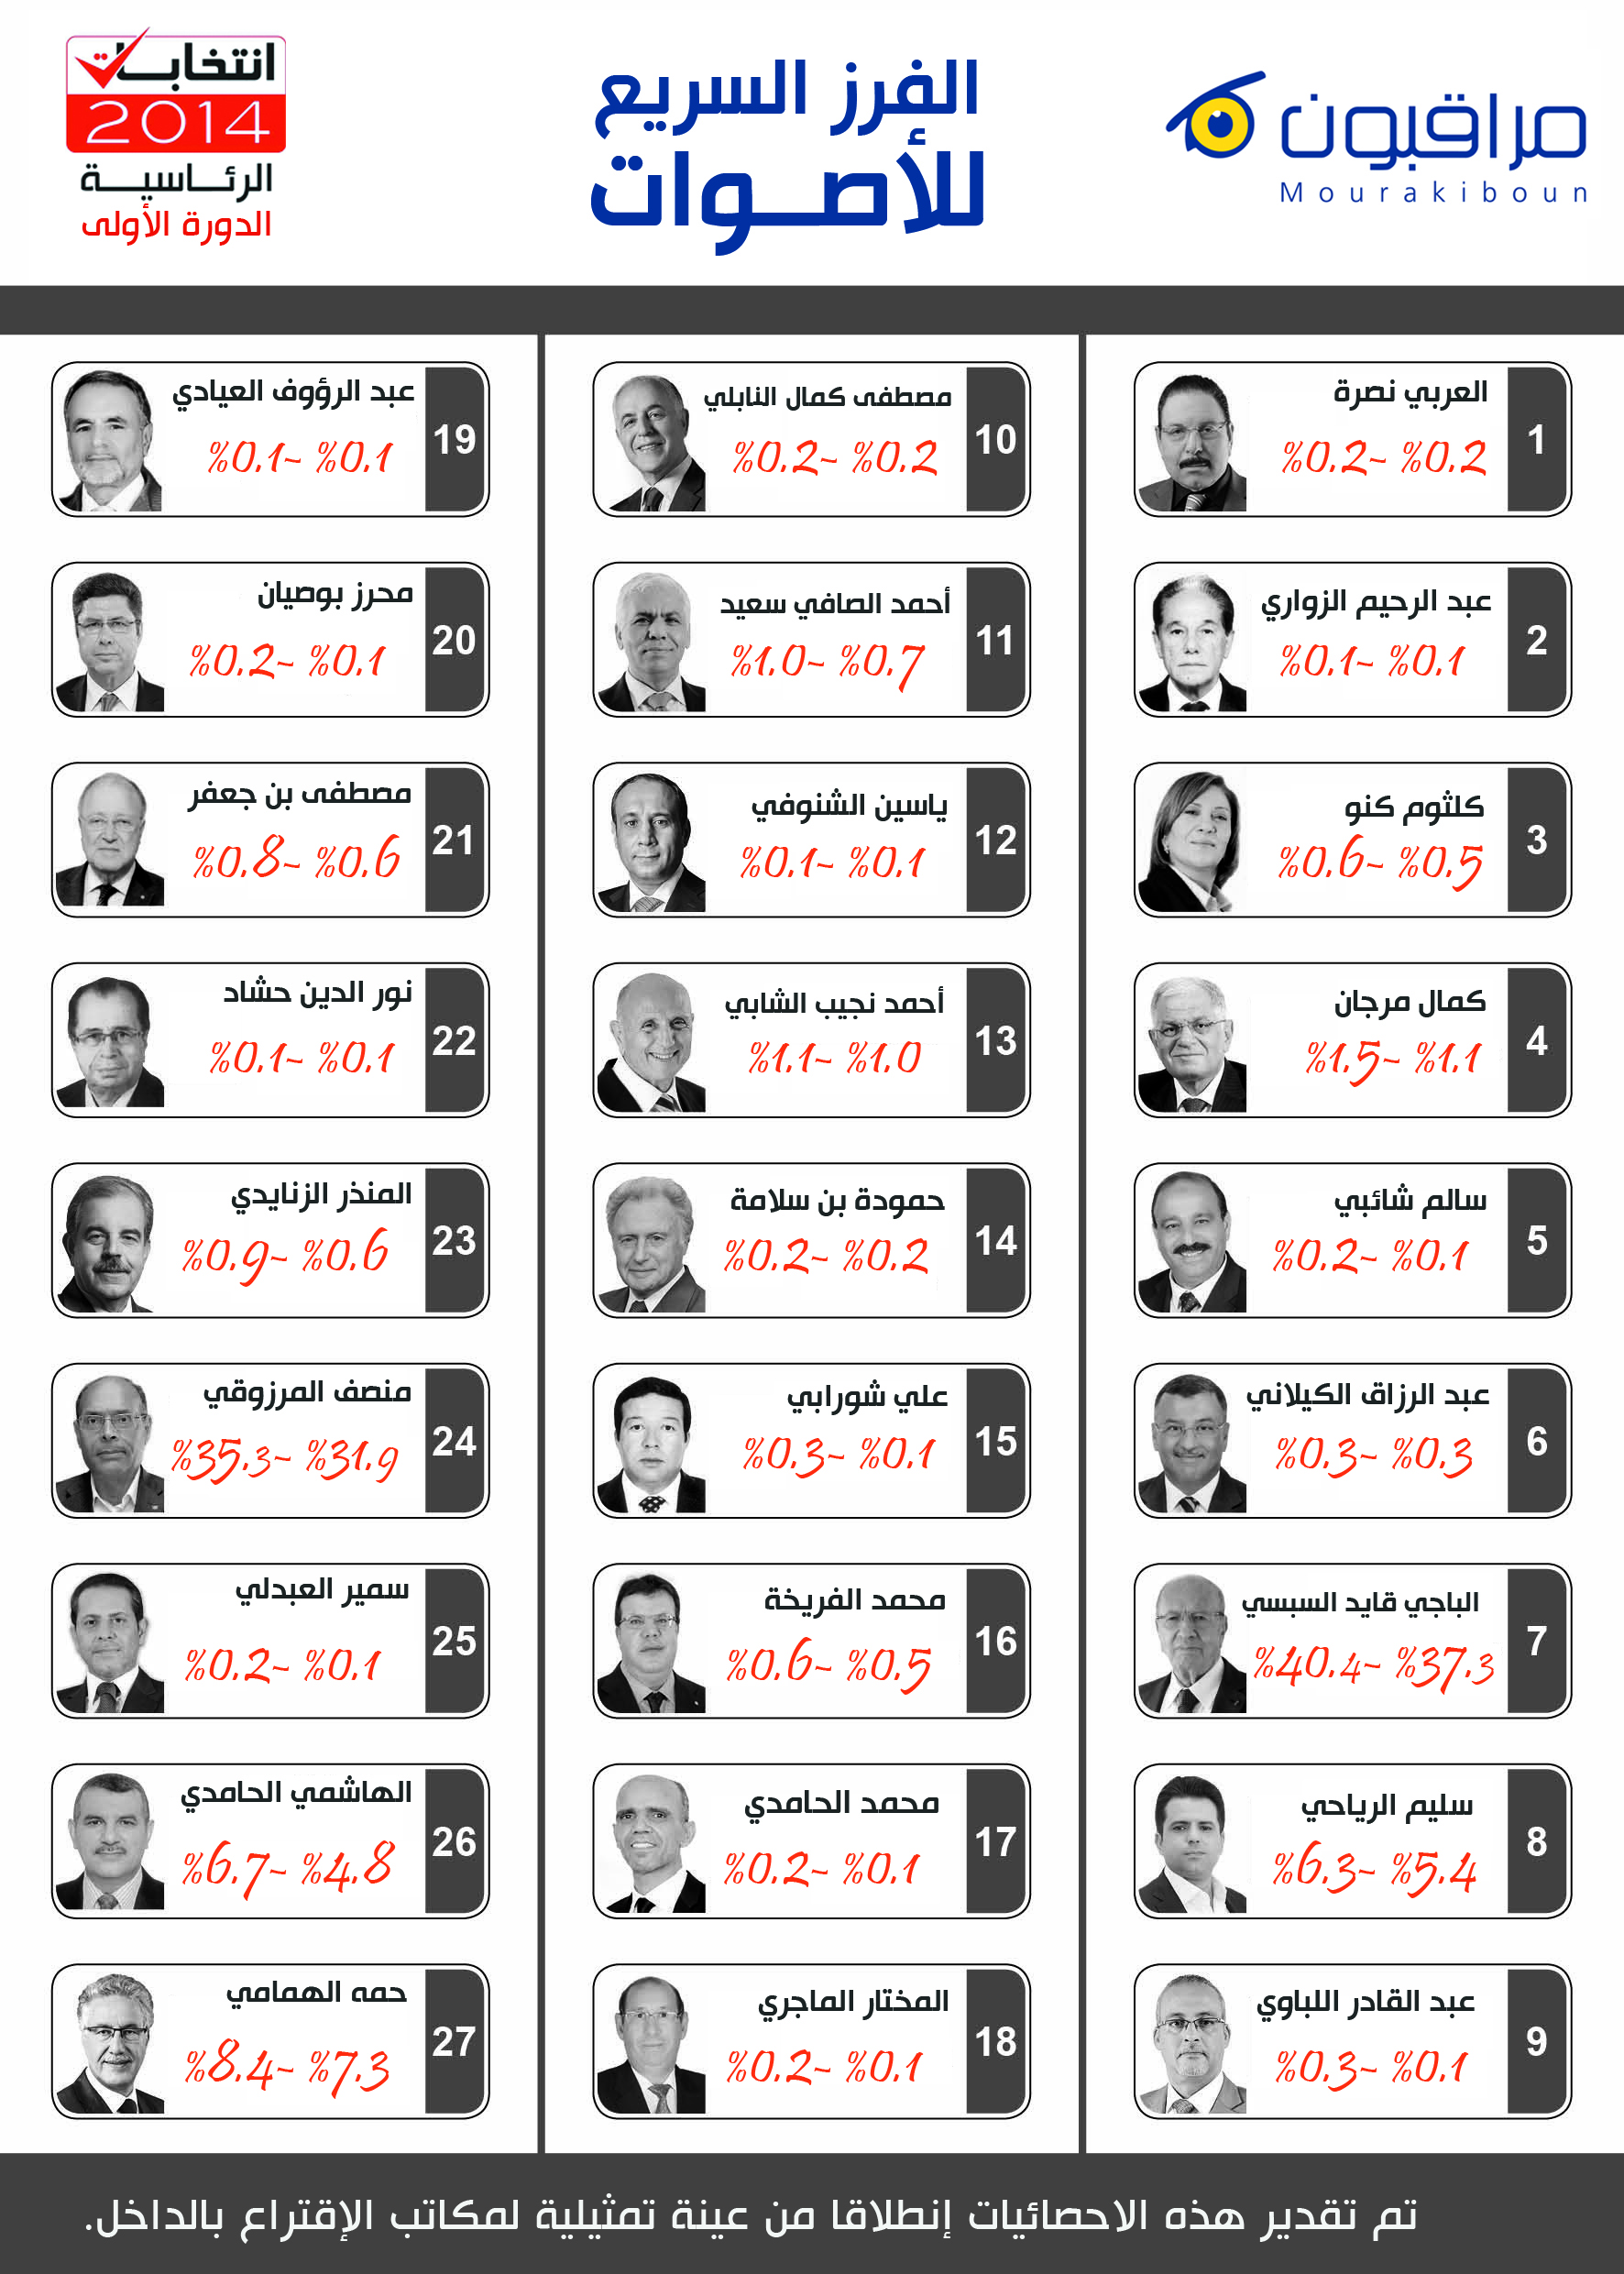 مراقبون
Mourakiboun
الفرز السريع
للأصوات
انتخابات
2014
الرئاسية
الدورة الأولى
1
العربي نصرة
%0.2 -%0.2
2
عبد الرحيم الزواري
%0.1 -%0.1
3
كلثوم كنو
%0.5 -%0.6
4
كمال مرجان
%1.1 -%1.5
5
سالم شائبي
%0.1 -%0.2
6
عبد الرزاق الكيلاني
%0.3 -%0.3
7
الباجي قايد السبسي
%37.3 -%40.4
8
سليم الرياحي
%5.4 -%6.3
9
عبد القادر اللباوي
%0.1 -%0.3
10
مصطفى كمال النابلي
%0.2 -%0.2
11
أحمد الصافي سعيد
%0.7 -%1.0
12
ياسين الشنوفي
%0.1 -%0.1
13
أحمد نجيب الشابي
%1.0 -%1.1
14
حمودة بن سلامة
%0.2 -%0.2
15
علي شورابي
%0.1 -%0.3
16
محمد الفريخة
%0.5 -%0.6
17
محمد الحامدي
%0.1 -%0.2
18
المختار الماجري
%0.1 -%0.2
19
عبد الرؤوف العيادي
%0.1 -%0.1
20
محرز بوصيان
%0.1 -%0.2
21
مصطفى بن جعفر
%0.6 -%0.8
22
نور الدين حشاد
%0.1 -%0.1
23
المنذر الزنايدي
%0.6 -%0.9
24
منصف المرزوقي
%31.9 -%35.3
25
سمير العبدلي
%0.1 -%0.2
26
الهاشمي الحامدي
%4.8 -%6.7
27
حمه الهمامي
%7.3 -%8.4
تم تقدير هذه الاحصائيات إنطلاقا من عينة تمثيلية لمكاتب الإقتراع بالداخل.